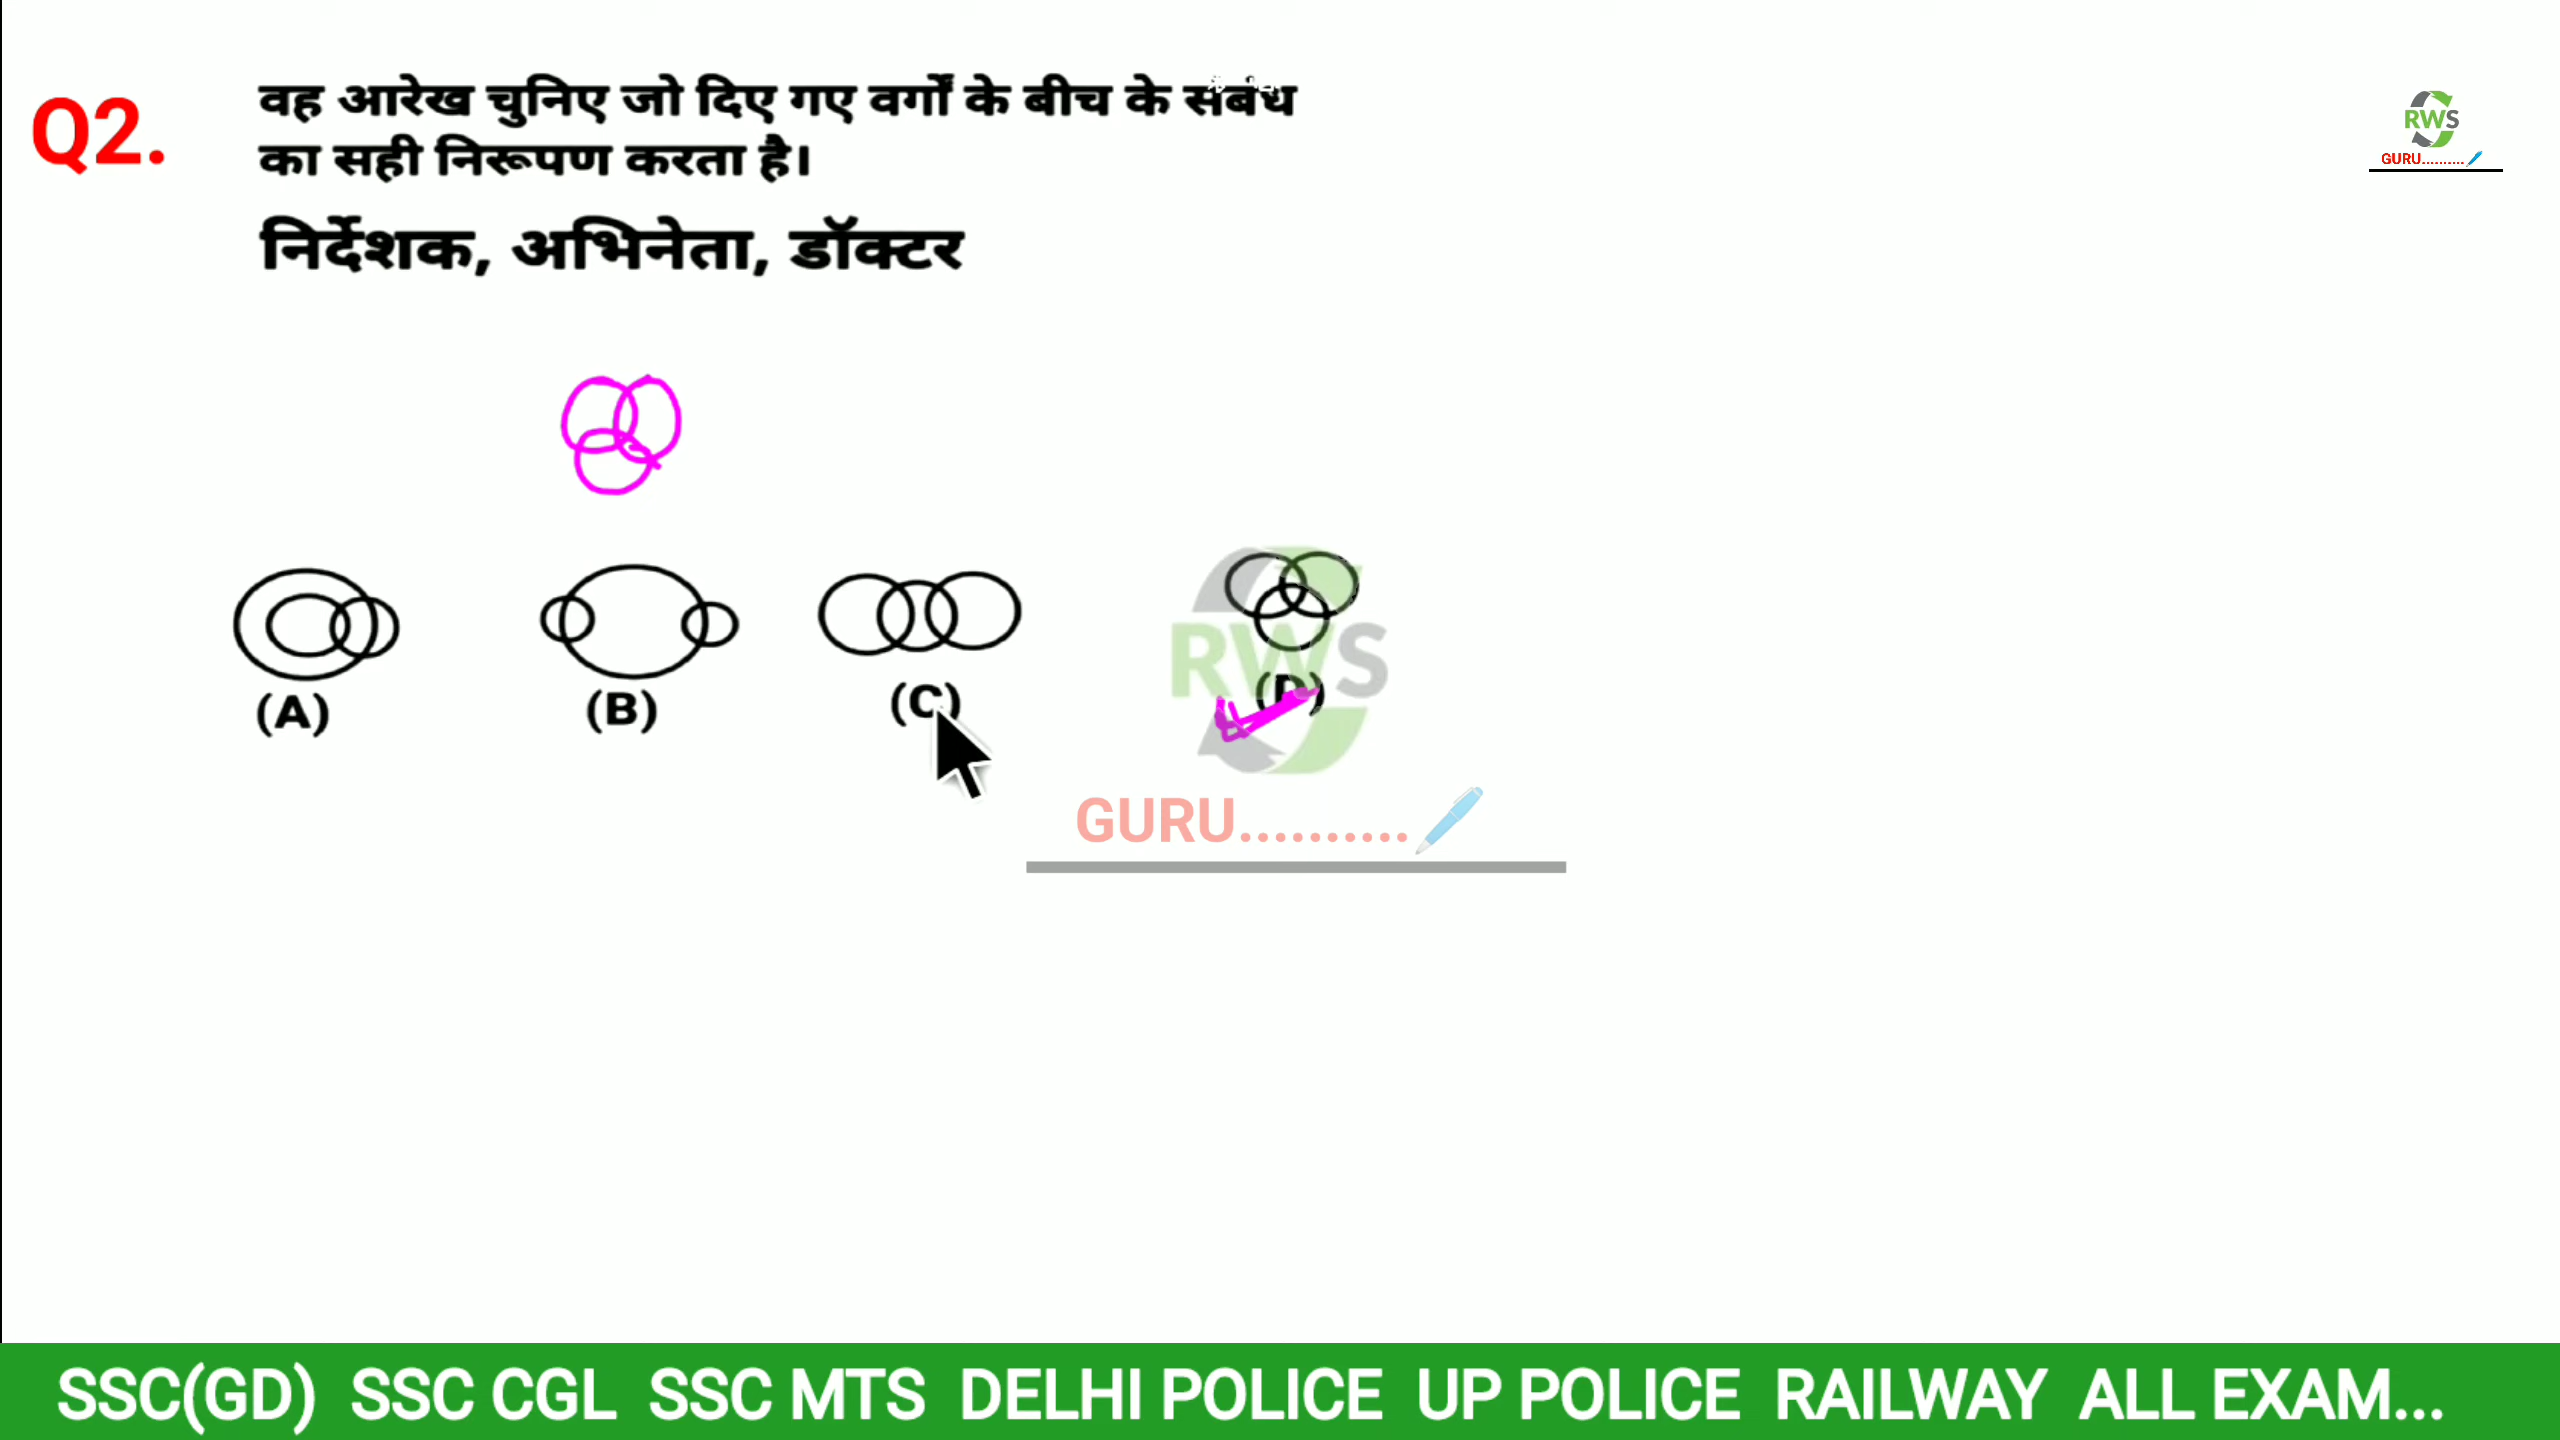 Q2.
वह आरेख चुनिए जो दिए गए वर्गों के बीच के संबंध
का सही निरूपण करता है।
निर्देशक, अभिनेता, डॉक्टर
RWS
GURU..........
(A) (B) (C) (D)
RWS
GURU..........
SSC(GD) SSC CGL SSC MTS DELHI POLICE UP POLICE RAILWAY ALL EXAM...